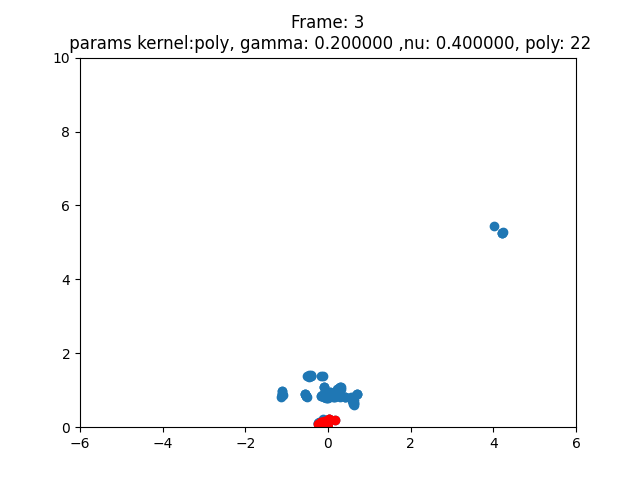 Frame: 3
params kernel:poly, gamma: 0.200000 ,nu: 0.400000, poly: 22
10
8
6
4
2
0
−6 −4 −2 0 2 4 6